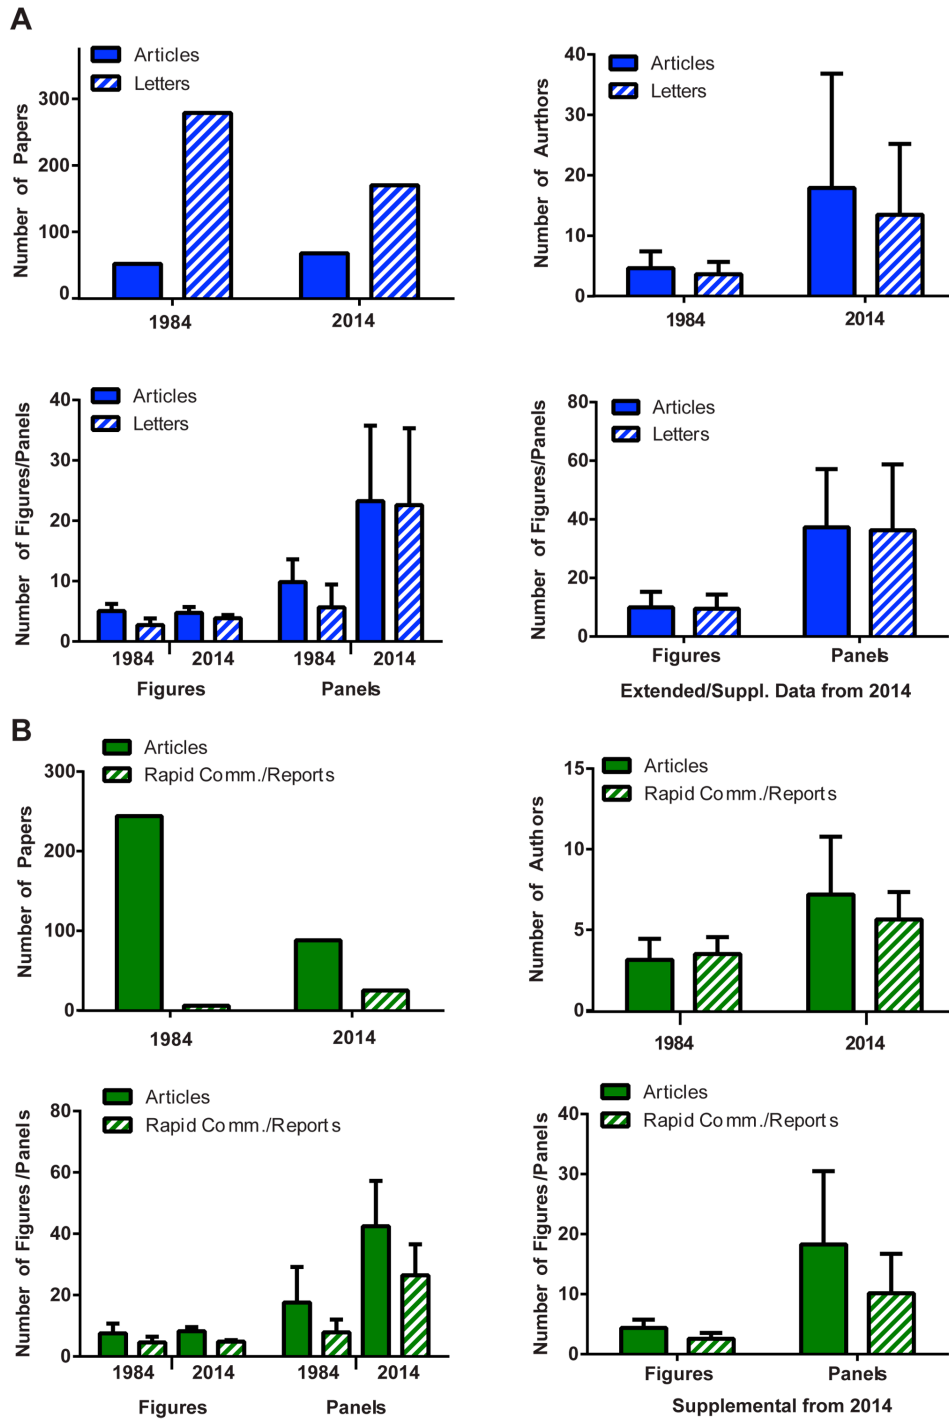 A
Articles
Letters
Number of Papers
300
200
100
0
1984
2014
Articles
Letters
Number of Aurthors
40
30
20
10
0
1984
2014
Articles
Letters
Number of Figures/Panels
40
30
20
10
0
1984
2014
1984
2014
Figures
Panels
Articles
Letters
Number of Figures/Panels
80
60
40
20
0
Figures
Panels
Extended/Suppl. Data from 2014
B
Articles
Rapid Comm./Reports
Number of Papers
300
200
100
0
1984
2014
Articles
Rapid Comm./Reports
Number of Authors
15
10
5
0
1984
2014
Articles
Rapid Comm./Reports
Number of Figures/Panels
80
60
40
20
0
1984
2014
1984
2014
Figures
Panels
Articles
Rapid Comm./Reports
Number of Figures/Panels
40
30
20
10
0
Figures
Panels
Supplemental from 2014